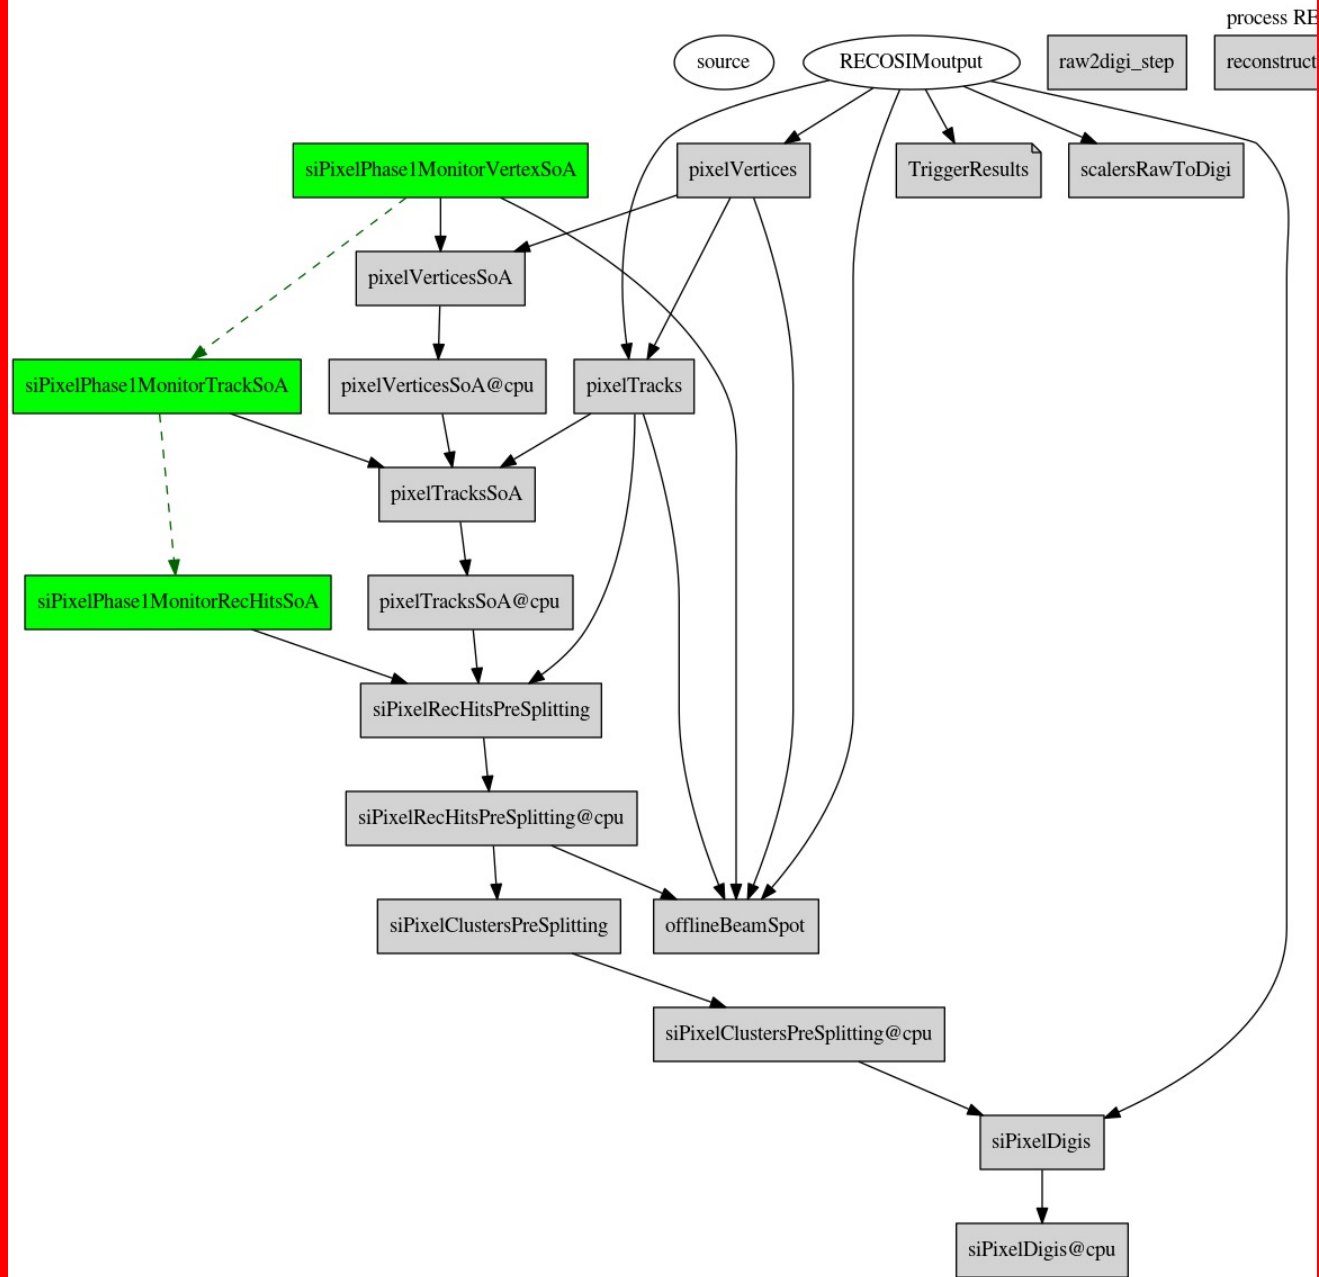 process RE
source
RECOSIMoutput
raw2digi_step
reconstruct
siPixelPhase1MonitorVertexSoA
pixelVertices
TriggerResults
scalersRawToDigi
pixelVerticesSoA
siPixelPhase1MonitorTrackSoA
pixelVerticesSoA@cpu
pixelTracks
pixelTracksSoA
siPixelPhase1MonitorRecHitsSoA
pixelTracksSoA@cpu
siPixelRecHitsPreSplitting
siPixelRecHitsPreSplitting@cpu
siPixelClustersPreSplitting
offlineBeamSpot
siPixelClustersPreSplitting@cpu
siPixelDigis
siPixelDigis@cpu